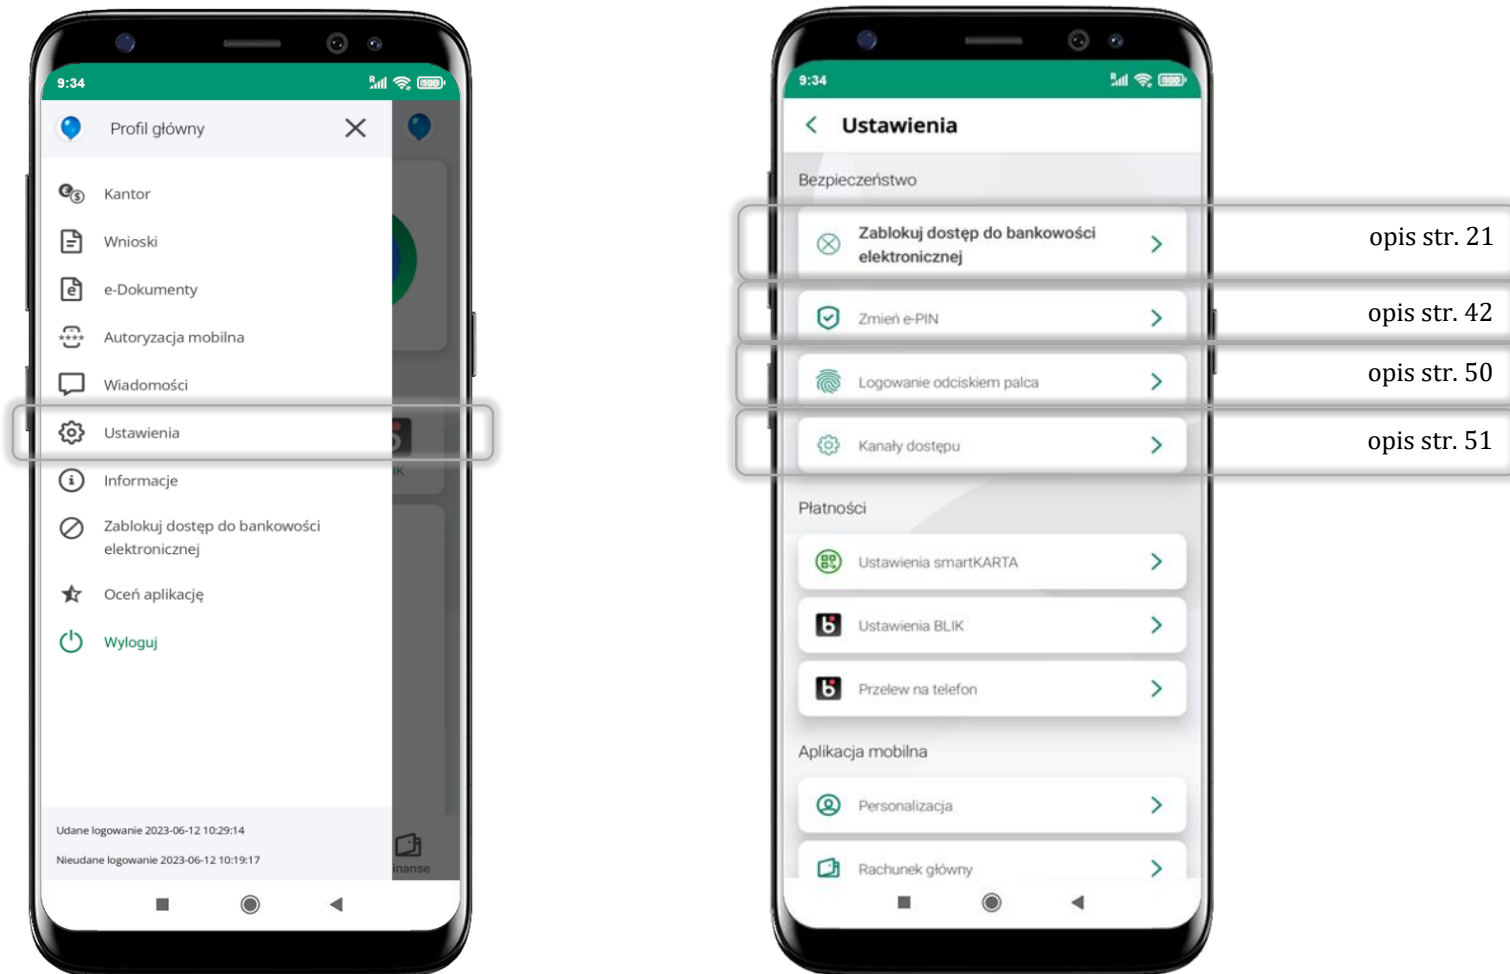 9:34
Profil główny
Kantor
Wnioski
e-Dokumenty
Autoryzacja mobilna
Wiadomości
Ustawienia
Informacje
Zablokuj dostęp do bankowości
elektronicznej
Oceń aplikację
Wyloguj
Udane logowanie 2023-06-12 10:29:14
Nieudane logowanie 2023-06-12 10:19:17
IK
inanse
9:34
Ustawienia
Bezpieczeństwo
Zablokuj dostęp do bankowości
elektronicznej
opis str. 21
Zmień e-PIN
opis str. 42
Logowanie odciskiem palca
opis str. 50
Kanały dostępu
opis str. 51
Płatności
Ustawienia smartKARTA
Ustawienia BLIK
Przelew na telefon
Aplikacja mobilna
Personalizacja
Rachunek główny